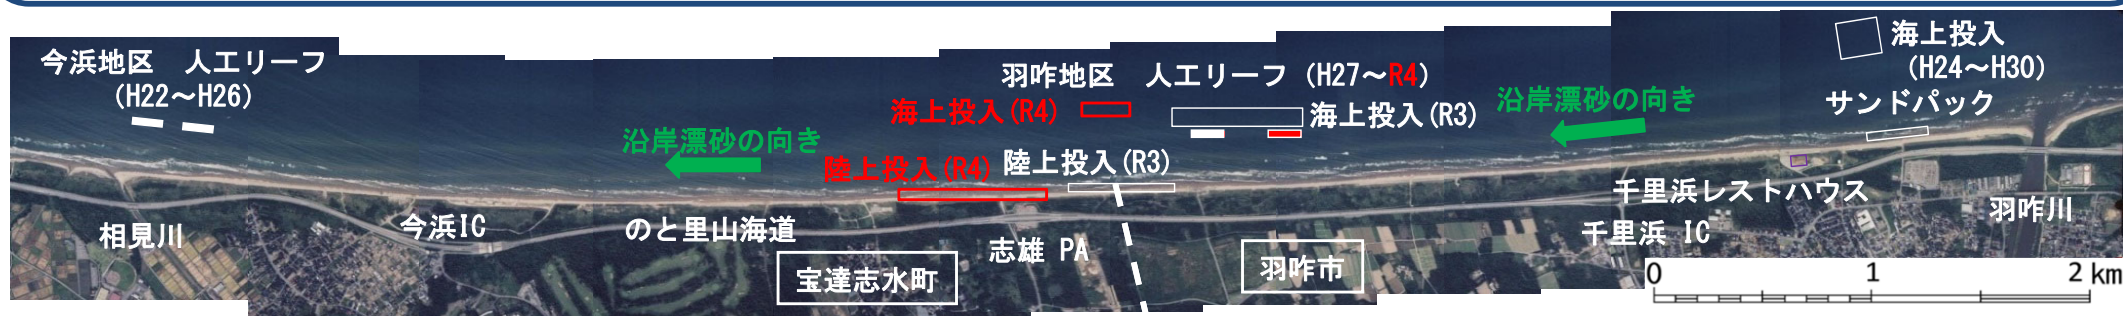 今浜地区 人工リーフ
(H22～H26)
沿岸漂砂の向き
羽咋地区 人工リーフ (H27～R4)
海上投入(R4)
海上投入(R3)
陸上投入(R4)
陸上投入(R3)
沿岸漂砂の向き
海上投入
(H24～H30)
サンドパック
相見川
今浜IC
のと里山海道
宝達志水町
志雄 PA
羽咋市
千里浜レストハウス
千里浜 IC
羽咋川
0 1 2 km